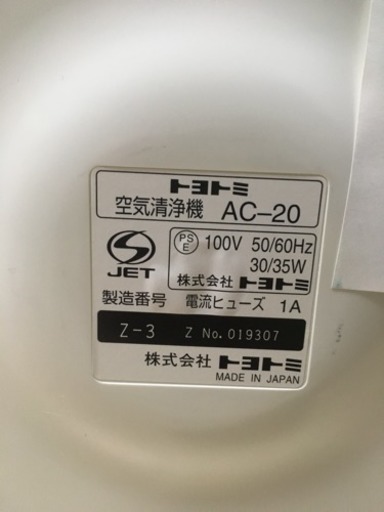 トヨトミ
空気清浄機 AC-20
S JET
PS E 100V 50/60Hz
30/35W
株式会社 トヨトミ
製造番号 電流ヒューズ 1A
Z-3 Z No. 019307
株式会社 トヨトミ
MADE IN JAPAN